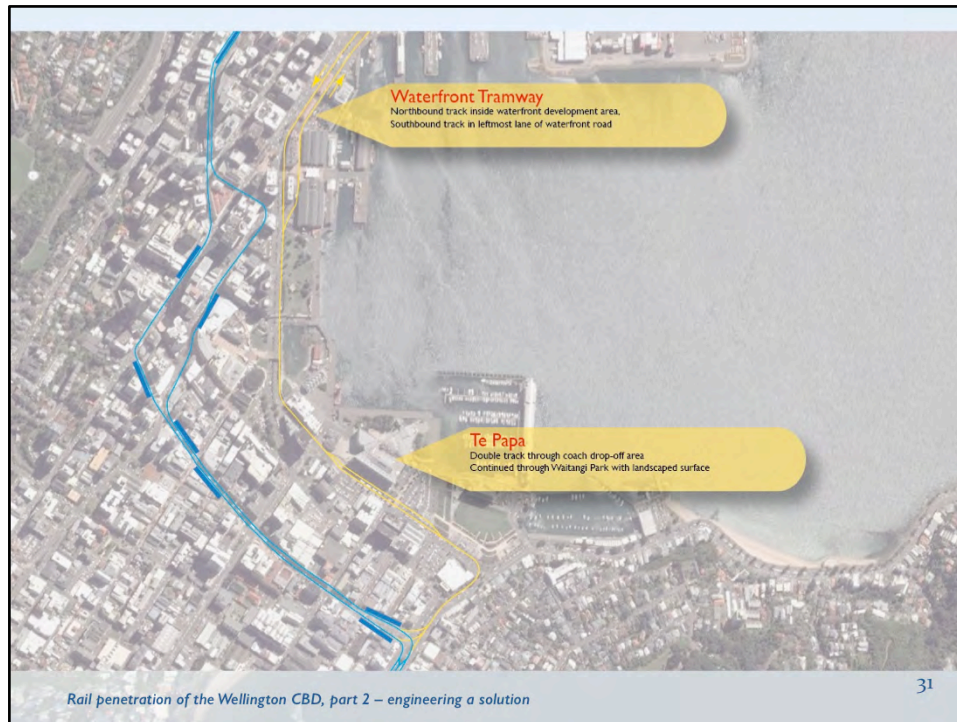 Waterfront Tramway
Northbound track inside waterfront development area,
Southbound track in leftmost lane of waterfront road
Te Papa
Double track through coach drop-off area
Continued through Waitangi Park with landscaped surface
Rail penetration of the Wellington CBD, part 2 – engineering a solution
31